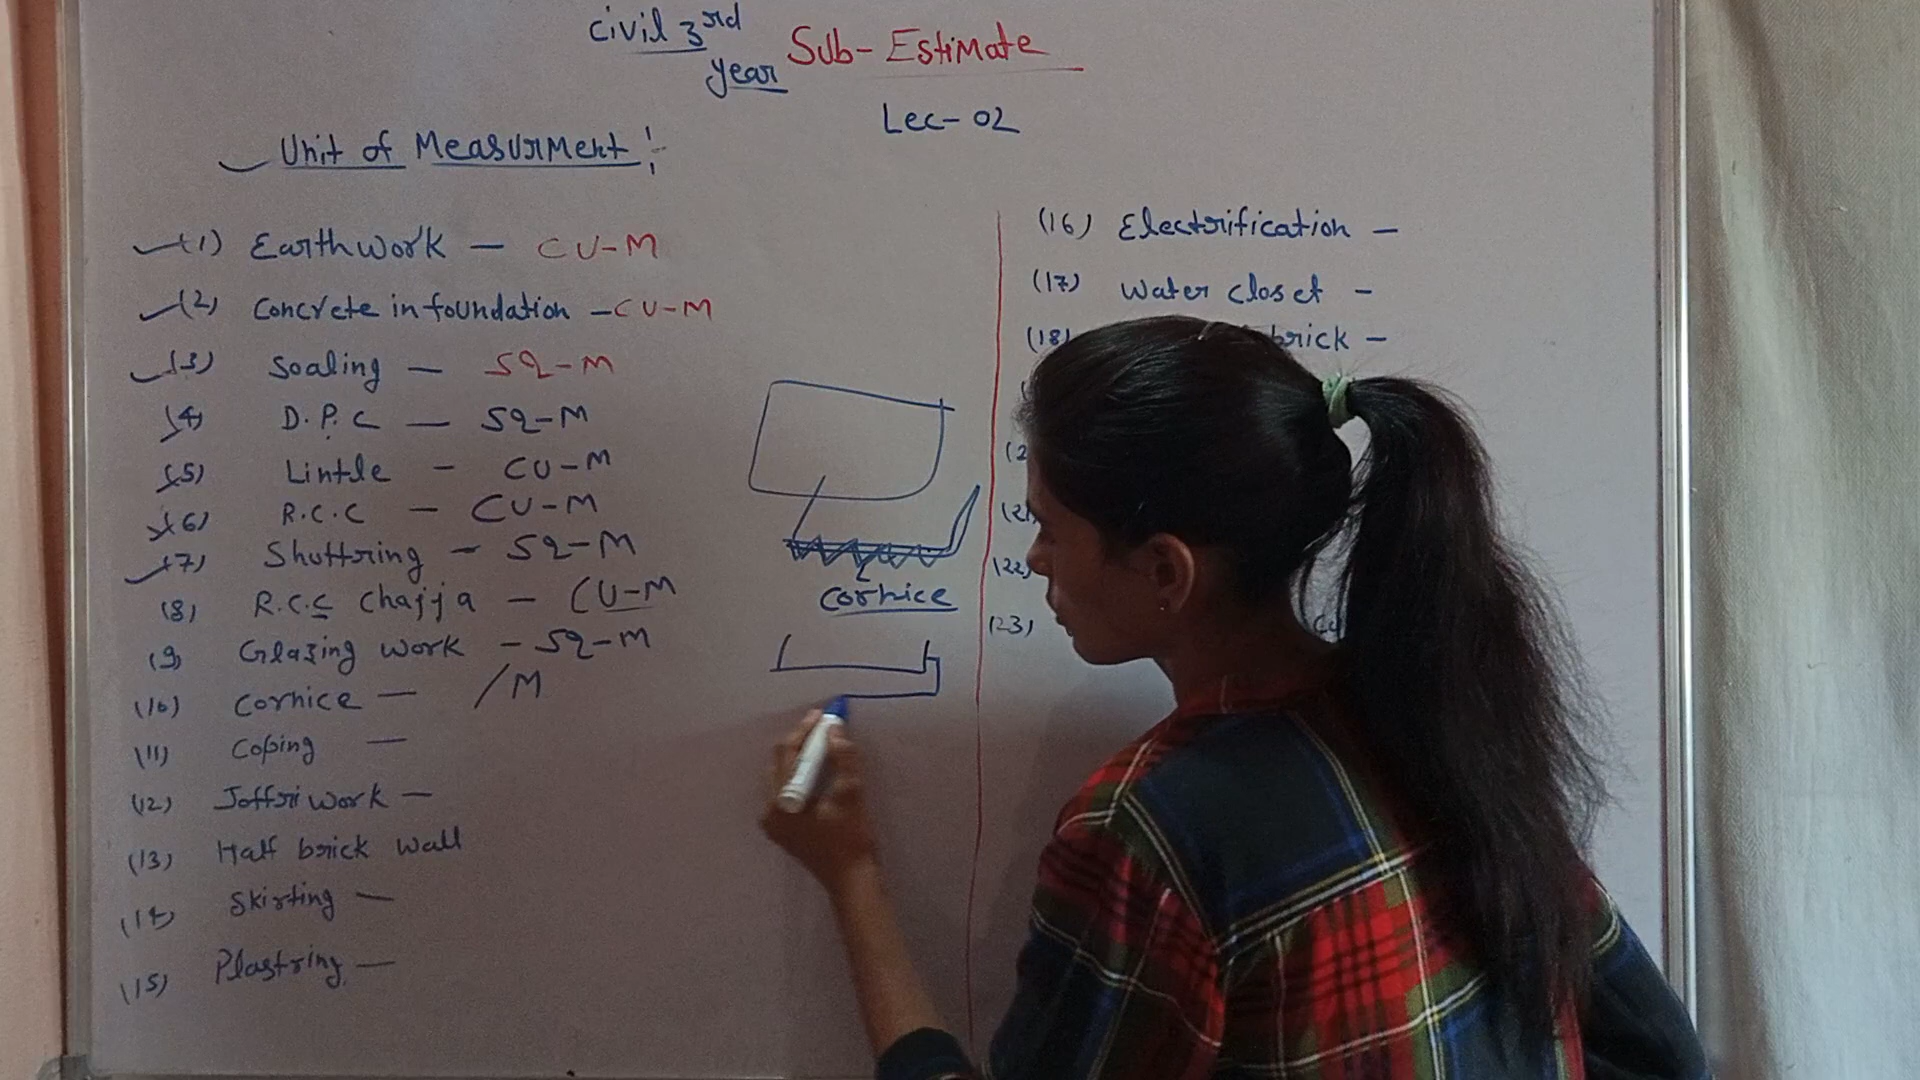 Civil 3rd year
Sub- Estimate
Lec- 02
Unit of Measurment :-
(1) Earthwork - CU-M
(2) Concrete in foundation - CU-M
(3) Soaling - SQ-M
(4) D.P.C - SQ-M
(5) Lintle - CU-M
(6) R.C.C - CU-M
(7) Shuttring - SQ-M
(8) R.C.C Chajja - CU-M
(9) Glazing work - SQ-M
(10) Cornice - /M
(11) Coping -
(12) Joffri work -
(13) Half brick wall
(14) Skirting -
(15) Plastring -
cornice
(16) Electrification -
(17) Water closet -
(18) brick -
(22)
(23)